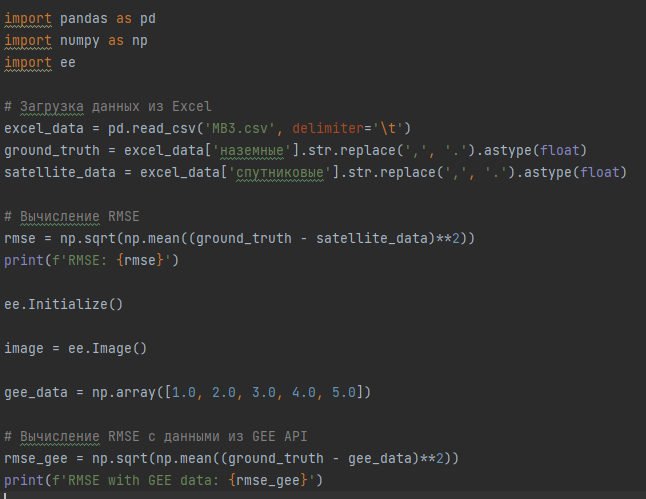 import pandas as pd
import numpy as np
import ee
# Загрузка данных из Excel
excel_data = pd.read_csv('MB3.csv', delimiter='\t')
ground_truth = excel_data['наземные'].str.replace(',', '.').astype(float)
satellite_data = excel_data['спутниковые'].str.replace(',', '.').astype(float)
# Вычисление RMSE
rmse = np.sqrt(np.mean((ground_truth - satellite_data)**2))
print(f'RMSE: {rmse}')
ee.Initialize()
image = ee.Image()
gee_data = np.array([1.0, 2.0, 3.0, 4.0, 5.0])
# Вычисление RMSE с данными из GEE API
rmse_gee = np.sqrt(np.mean((ground_truth - gee_data)**2))
print(f'RMSE with GEE data: {rmse_gee}')